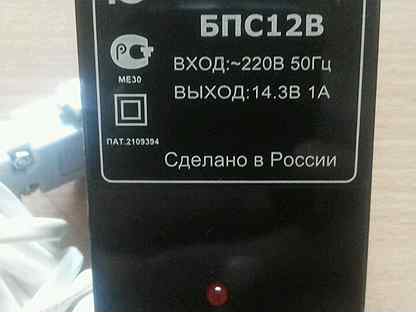 БПС12В
ВХОД:~220В 50Гц
МЕ30
ВЫХОД:14.3В 1А
ПАТ.2109394
Сделано в России